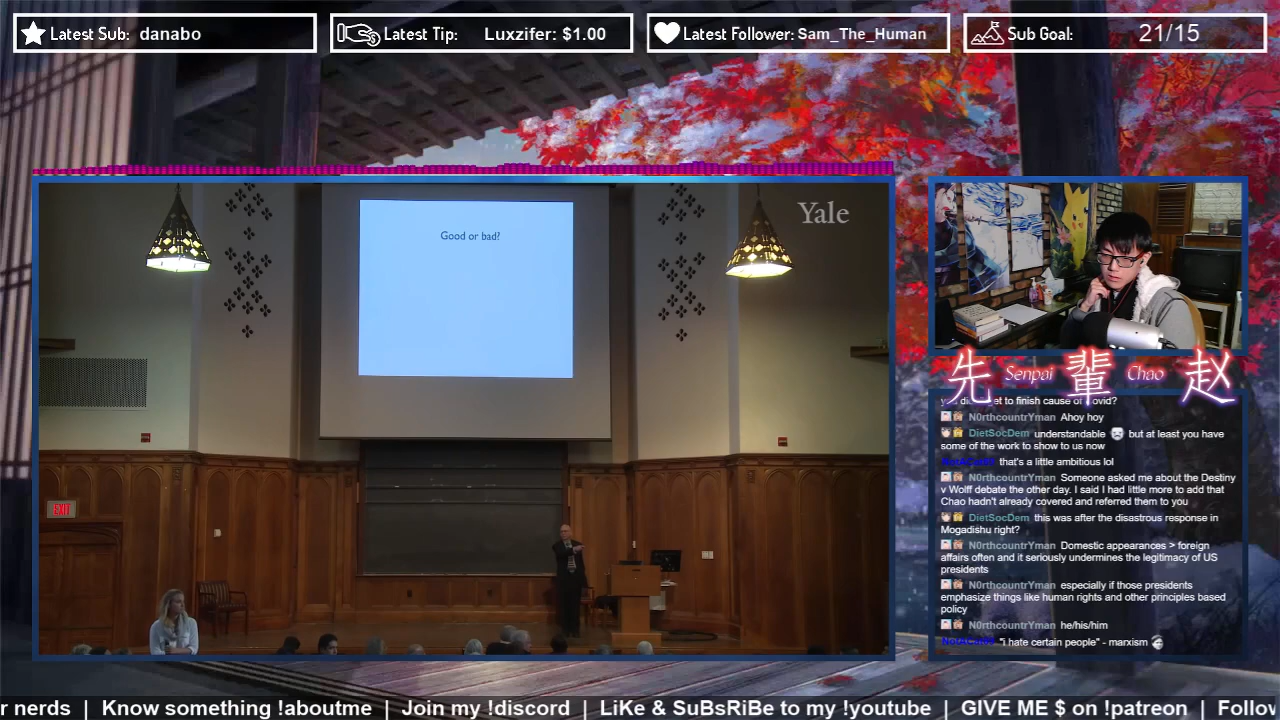 Latest Sub: danabo
Latest Tip: Luxzifer: $1.00
Latest Follower: Sam_The_Human
Sub Goal: 21/15
Yale
Good or bad?
EXIT
先 Senpai 輩 Chao 赵
to finish cause of
N0rthcountrYman Ahoy hoy
DietSocDem understandable but at least you have
some of the work to show to us now
that's a little ambitious lol
N0rthcountrYman Someone asked me about the Destiny
v Wolff debate the other day. I said I had little more to add that
Chao hadn't already covered and referred them to you
DietSocDem this was after the disastrous response in
Mogadishu right?
N0rthcountrYman Domestic appearances > foreign
affairs often and it seriously undermines the legitimacy of US
presidents
N0rthcountrYman especially if those presidents
emphasize things like human rights and other principles based
policy
N0rthcountrYman he/his/him
"i hate certain people" - marxism
r nerds | Know something !aboutme | Join my !discord | LiKe & SuBsRiBe to my !youtube | GIVE ME $ on !patreon | Follow